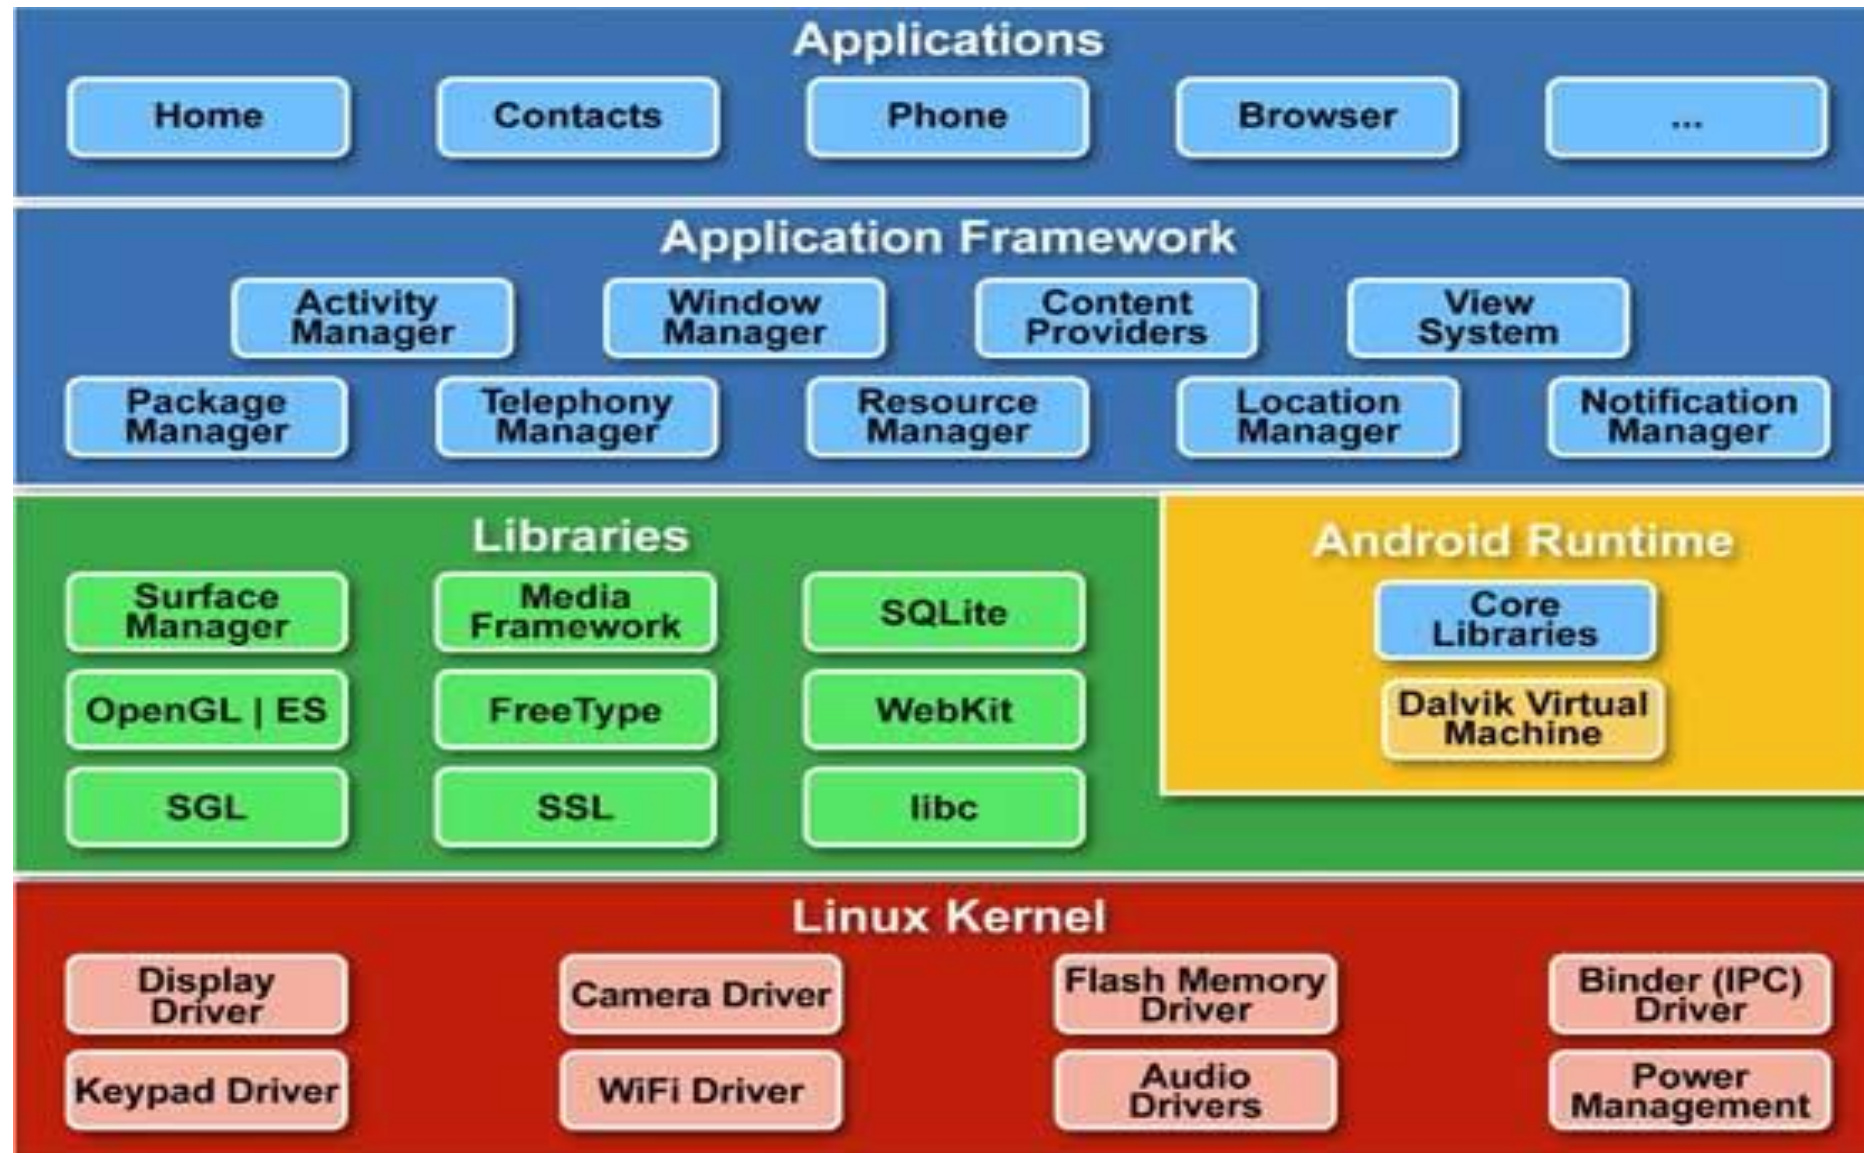 Applications
Home
Contacts
Phone
Browser
...
Application Framework
Activity
Manager
Window
Manager
Content
Providers
View
System
Package
Manager
Telephony
Manager
Resource
Manager
Location
Manager
Notification
Manager
Libraries
Surface
Manager
Media
Framework
SQLite
OpenGL | ES
FreeType
WebKit
SGL
SSL
libc
Android Runtime
Core
Libraries
Dalvik Virtual
Machine
Linux Kernel
Display
Driver
Camera Driver
Flash Memory
Driver
Binder (IPC)
Driver
Keypad Driver
WiFi Driver
Audio
Drivers
Power
Management